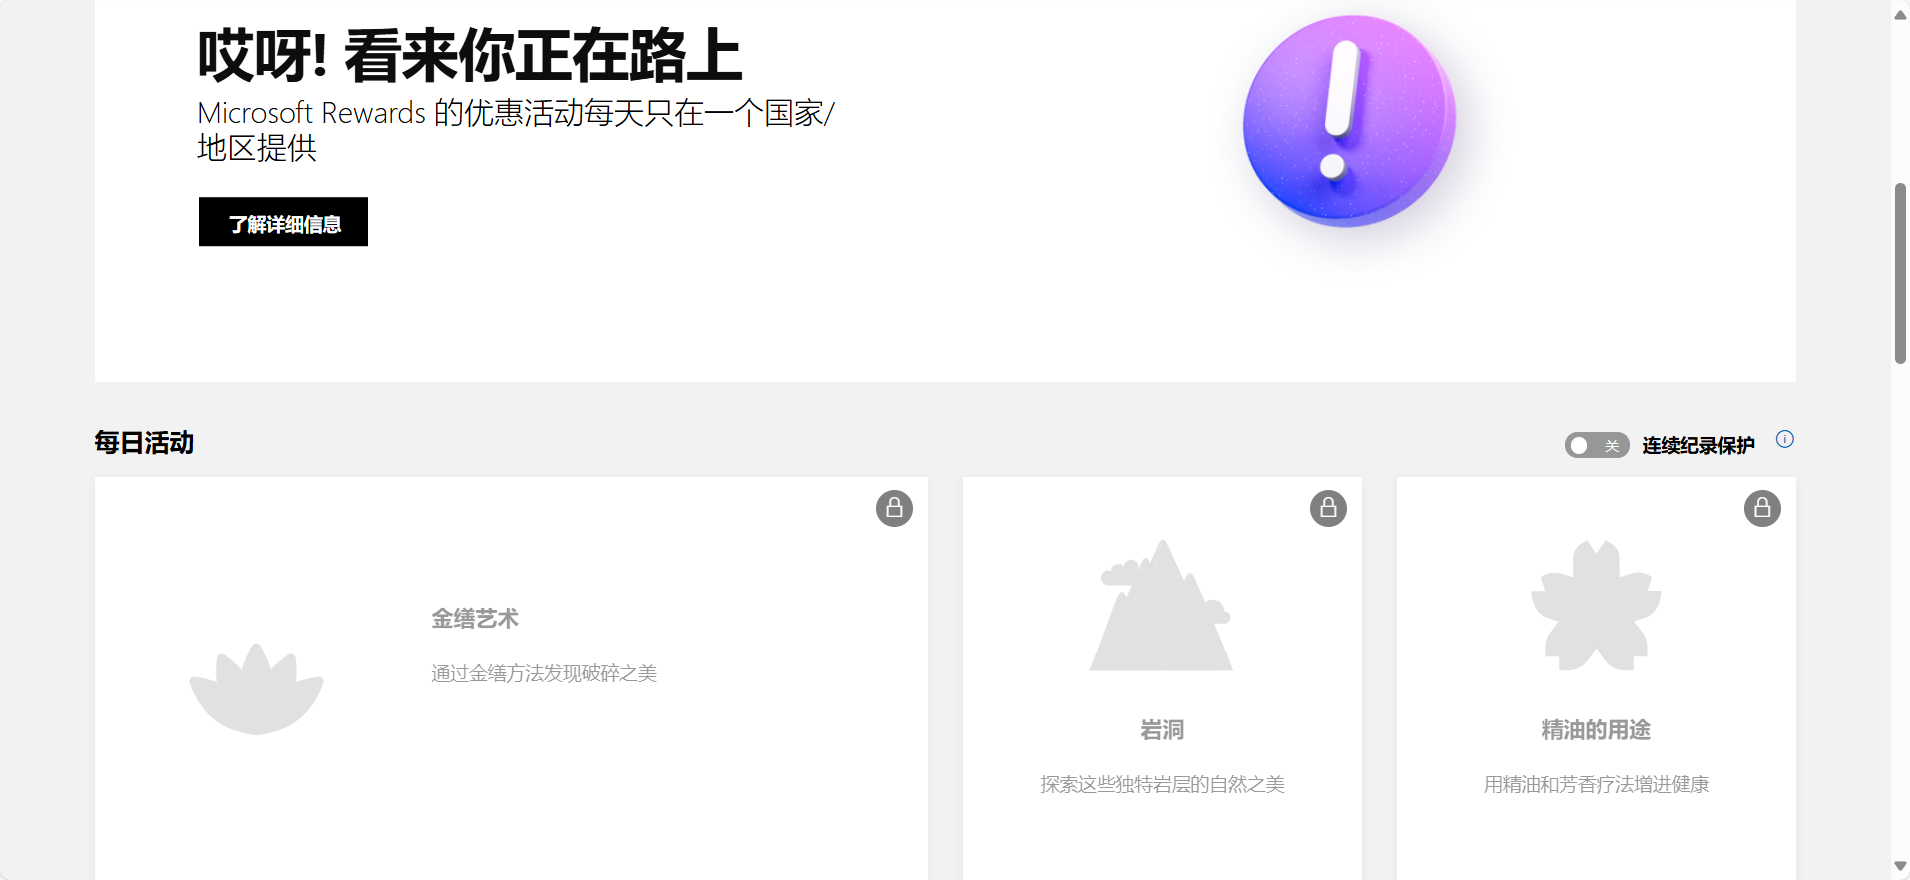 哎呀! 看来你正在路上
Microsoft Rewards 的优惠活动每天只在一个国家/
地区提供
了解详细信息
每日活动
关
连续纪录保护
金缮艺术
通过金缮方法发现破碎之美
岩洞
探索这些独特岩层的自然之美
精油的用途
用精油和芳香疗法增进健康